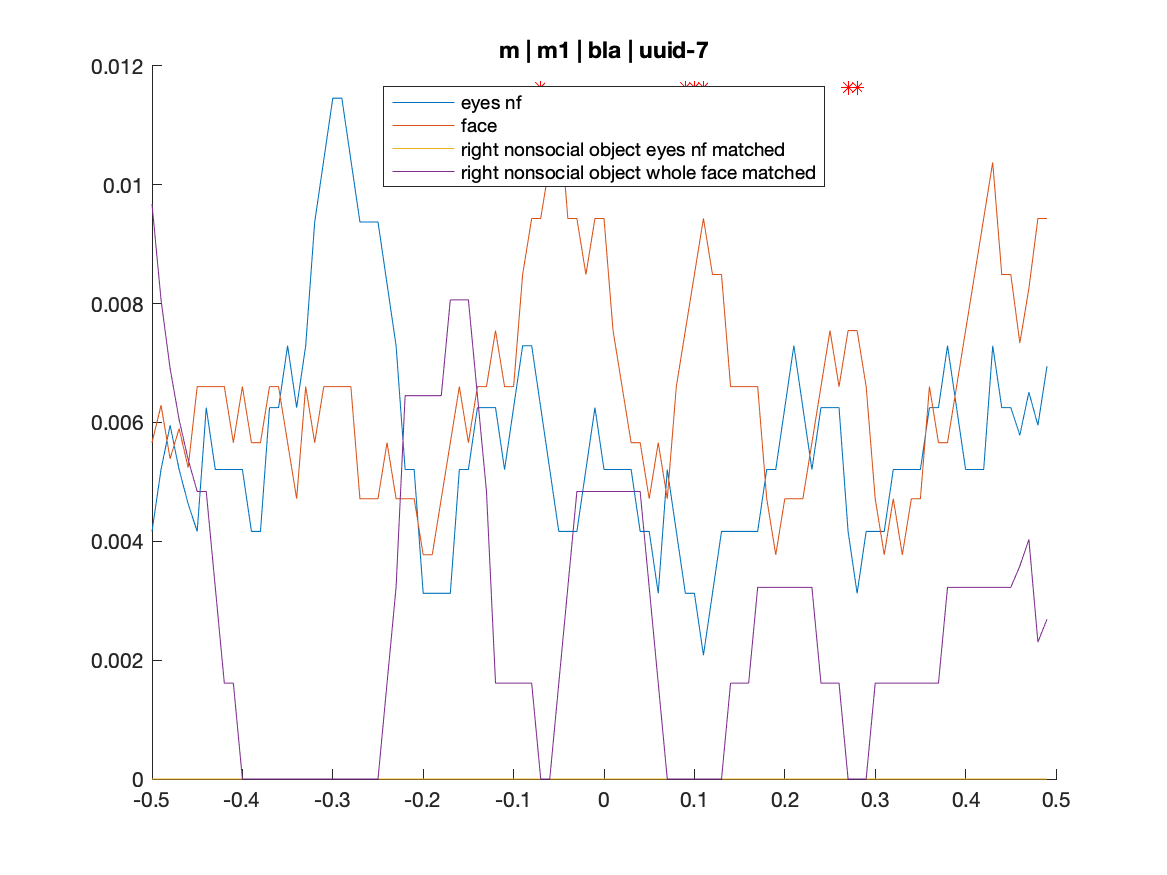 m | m1 | bla | uuid-7
0.012
eyes nf
face
right nonsocial object eyes nf matched
right nonsocial object whole face matched
0.01
0.008
0.006
0.004
0.002
0
-0.5 -0.4 -0.3 -0.2 -0.1 0 0.1 0.2 0.3 0.4 0.5